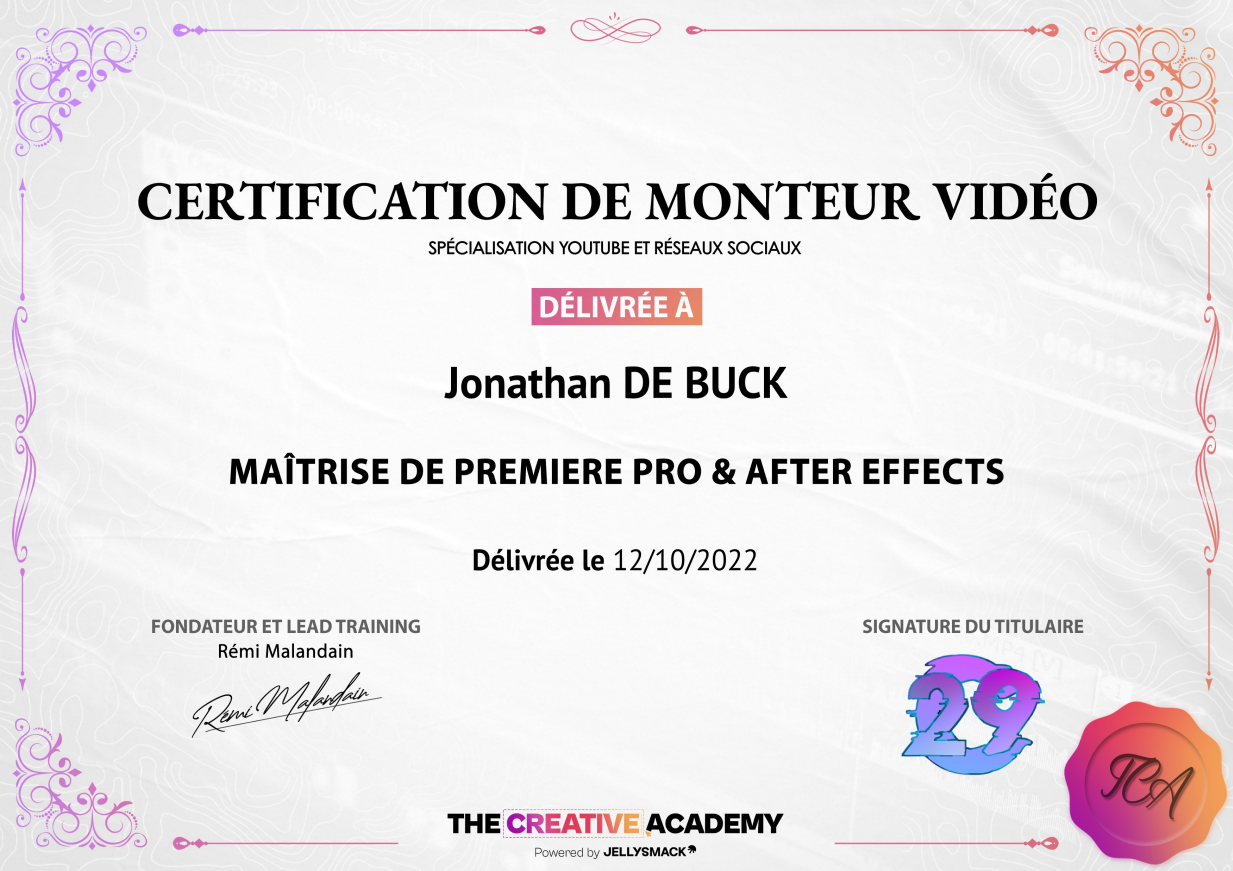 CERTIFICATION DE MONTEUR VIDÉO
SPÉCIALISATION YOUTUBE ET RÉSEAUX SOCIAUX
DÉLIVRÉE À
Jonathan DE BUCK
MAÎTRISE DE PREMIERE PRO & AFTER EFFECTS
Délivrée le 12/10/2022
FONDATEUR ET LEAD TRAINING
Rémi Malandain
Rémi Malandain
SIGNATURE DU TITULAIRE
29
TCA
THE CREATIVE ACADEMY
Powered by JELLYSMACK